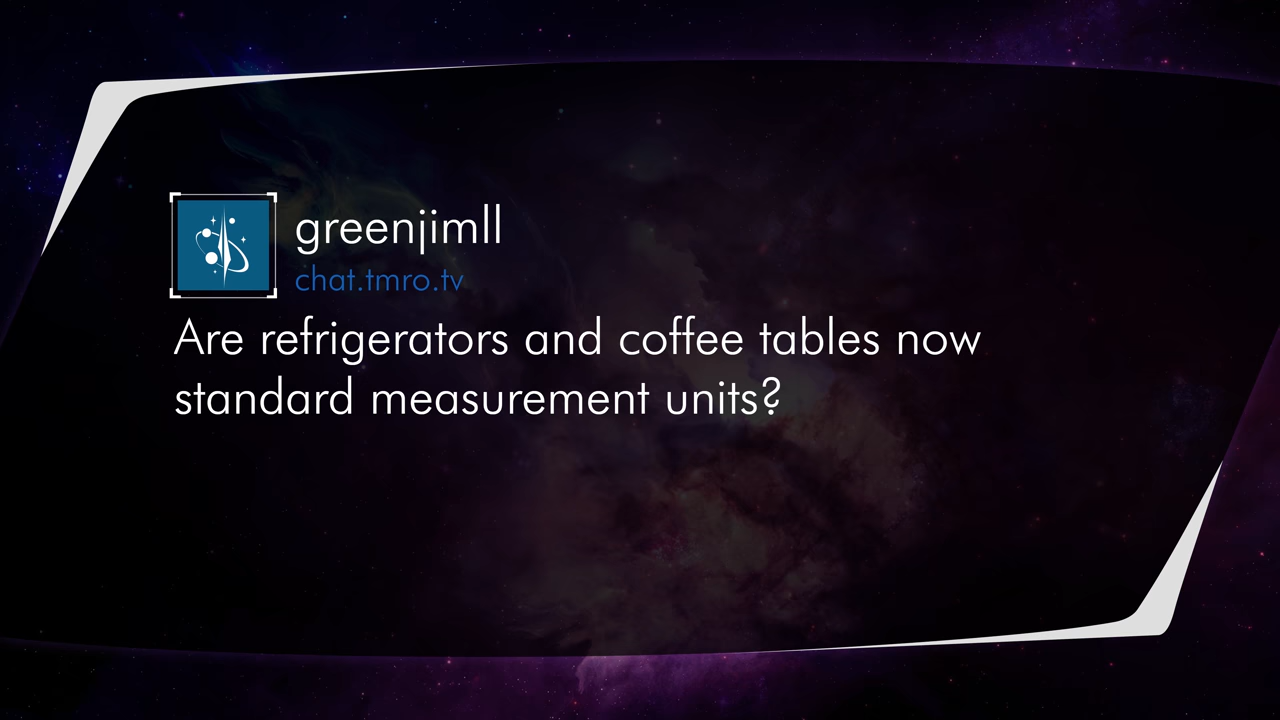 greenjimll
chat.tmro.tv
Are refrigerators and coffee tables now
standard measurement units?